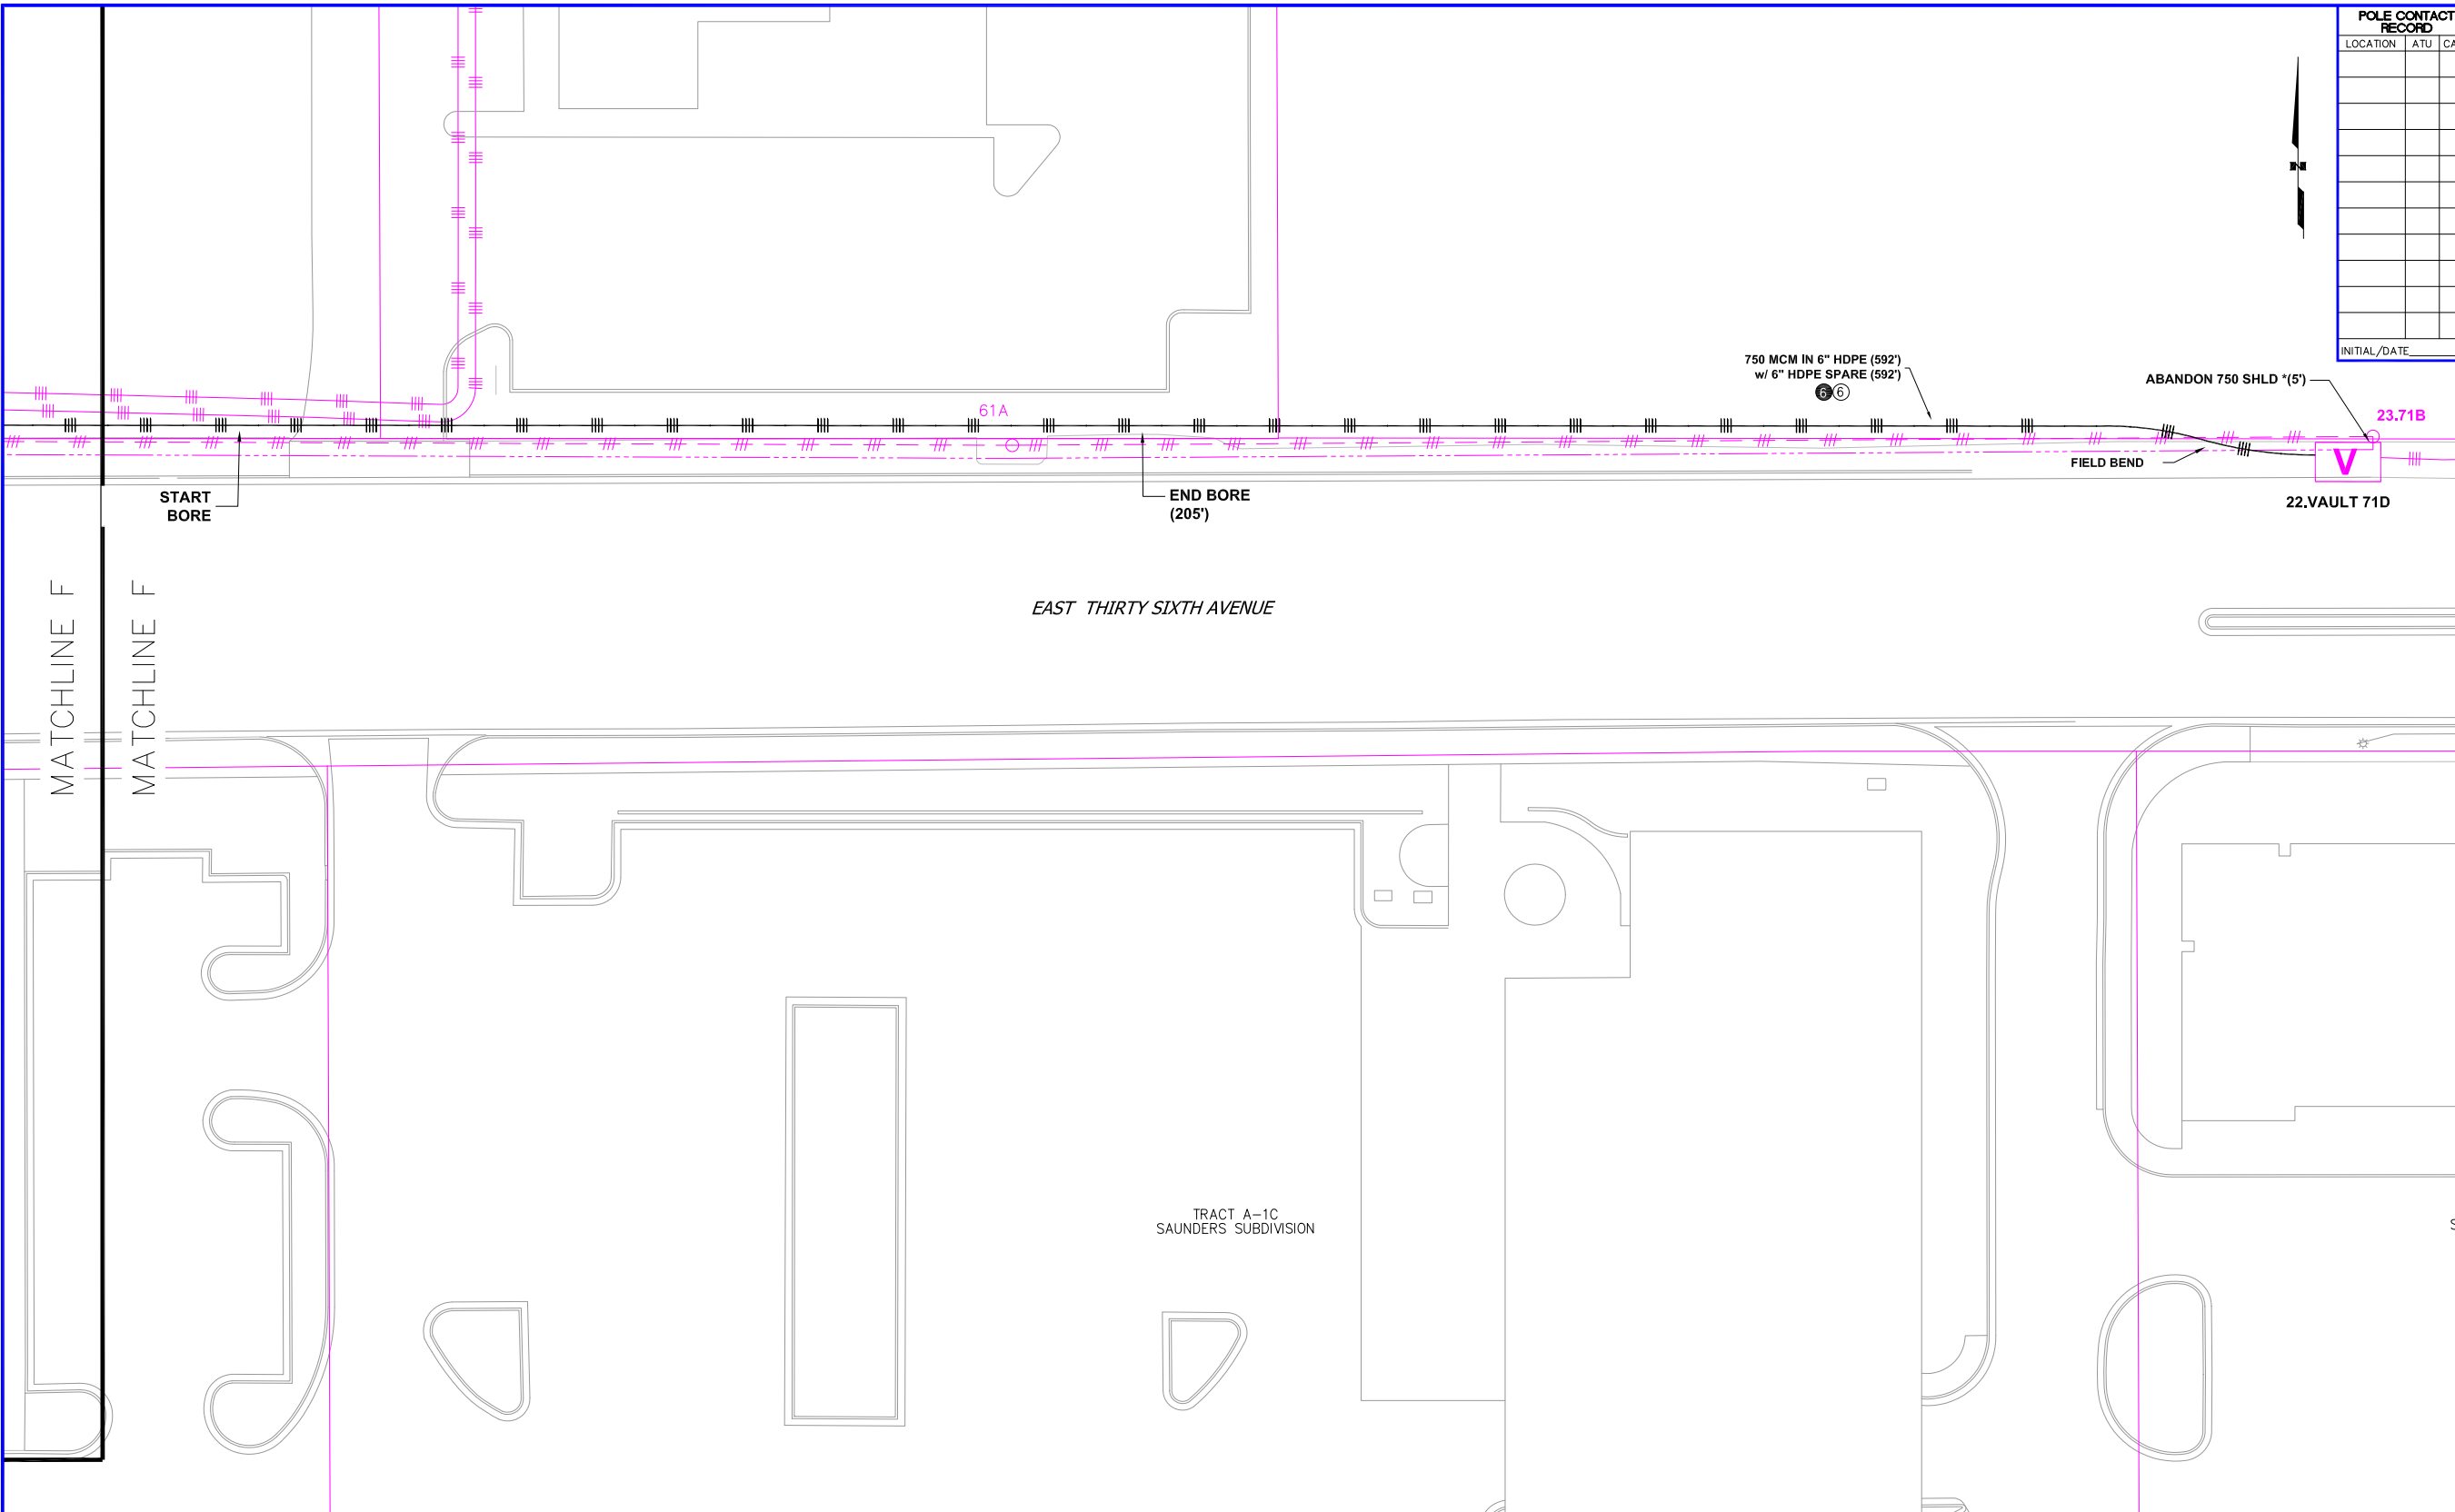 POLE CONTACT
RECORD
LOCATION ATU CA
INITIAL/DATE
N
750 MCM IN 6" HDPE (592')
w/ 6" HDPE SPARE (592')
6 6
ABANDON 750 SHLD *(5')
23.71B
61A
FIELD BEND
V
22.VAULT 71D
START
BORE
END BORE
(205')
EAST THIRTY SIXTH AVENUE
MATCHLINE F
MATCHLINE F
TRACT A-1C
SAUNDERS SUBDIVISION
S